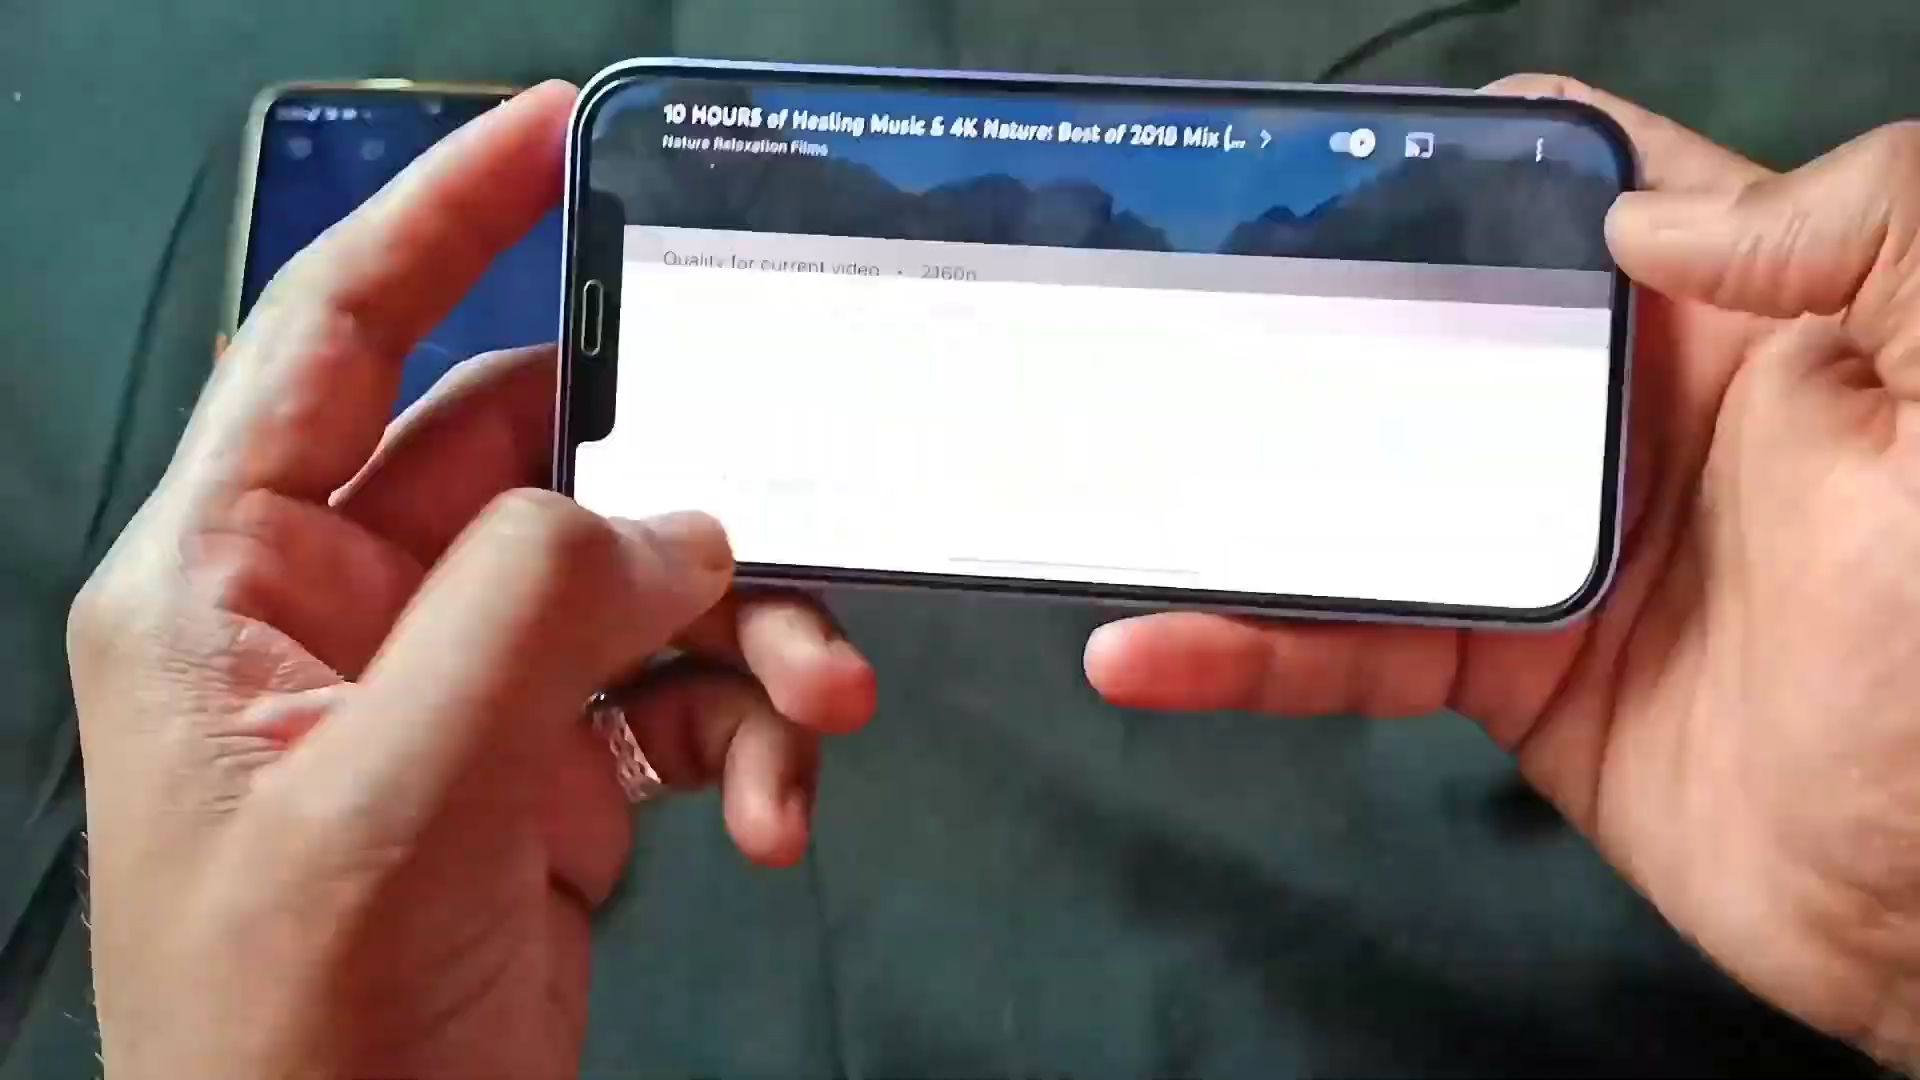 10 HOURS of Healing Music & 4K Nature: Best of 2018 Mix (...
Nature Relaxation Films
Quality for current video • 2160p